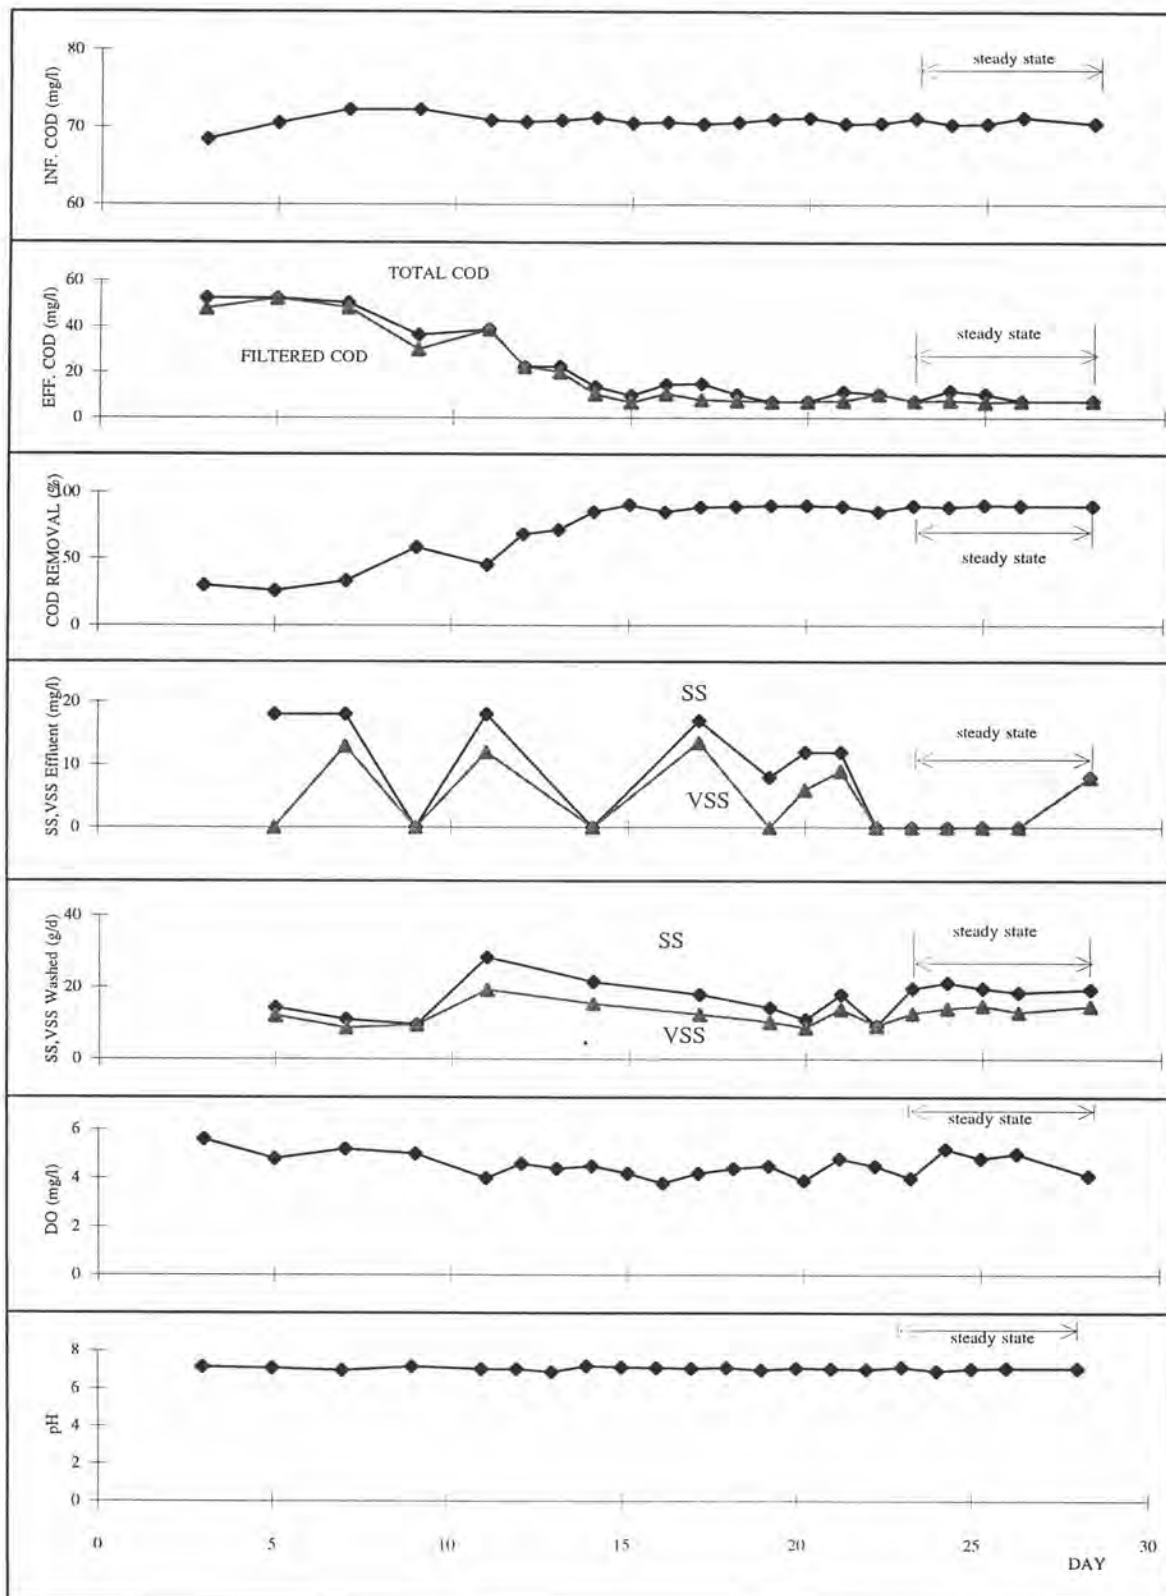 INF. COD (mg/l)
80
70
60
steady state
EFF. COD (mg/l)
60
40
20
0
TOTAL COD
FILTERED COD
steady state
COD REMOVAL (%)
100
50
0
steady state
SS,VSS Effluent (mg/l)
20
10
0
SS
VSS
steady state
SS,VSS Washed (g/d)
40
20
0
SS
VSS
steady state
DO (mg/l)
6
4
2
0
steady state
pH
8
6
4
2
0
steady state
0 5 10 15 20 25 30
DAY